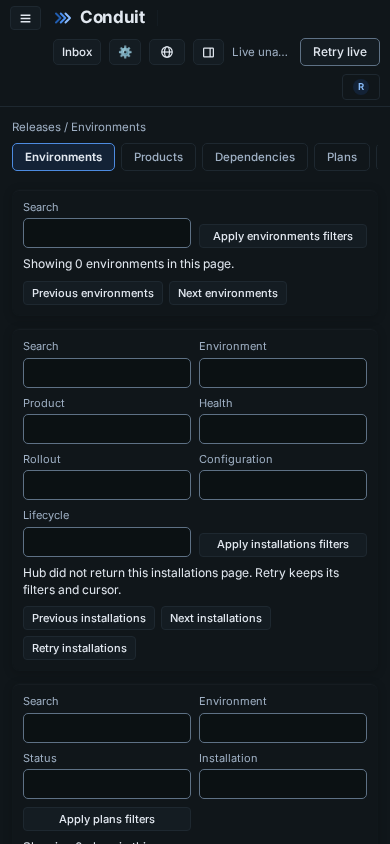 Conduit
Inbox
Live una...
Retry live
R
Releases / Environments
Environments
Products
Dependencies
Plans
Search
Apply environments filters
Showing 0 environments in this page.
Previous environments
Next environments
Search
Environment
Product
Health
Rollout
Configuration
Lifecycle
Apply installations filters
Hub did not return this installations page. Retry keeps its
filters and cursor.
Previous installations
Next installations
Retry installations
Search
Environment
Status
Installation
Apply plans filters